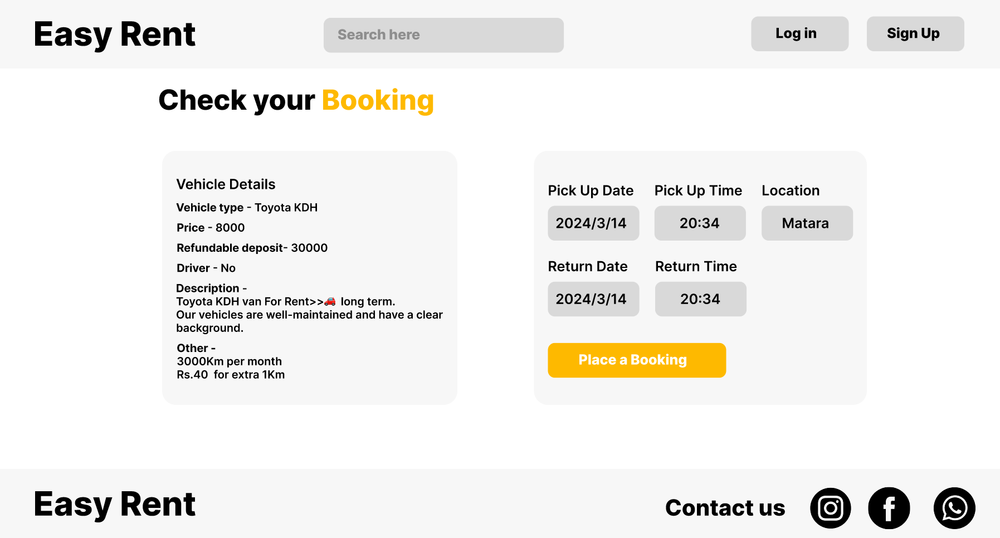 Easy Rent
Search here
Log in
Sign Up
Check your Booking
Vehicle Details
Vehicle type - Toyota KDH
Price - 8000
Refundable deposit- 30000
Driver - No
Description -
Toyota KDH van For Rent>>🚗 long term.
Our vehicles are well-maintained and have a clear
background.
Other -
3000Km per month
Rs.40  for extra 1Km
Pick Up Date
Pick Up Time
Location
2024/3/14
20:34
Matara
Return Date
Return Time
2024/3/14
20:34
Place a Booking
Easy Rent
Contact us